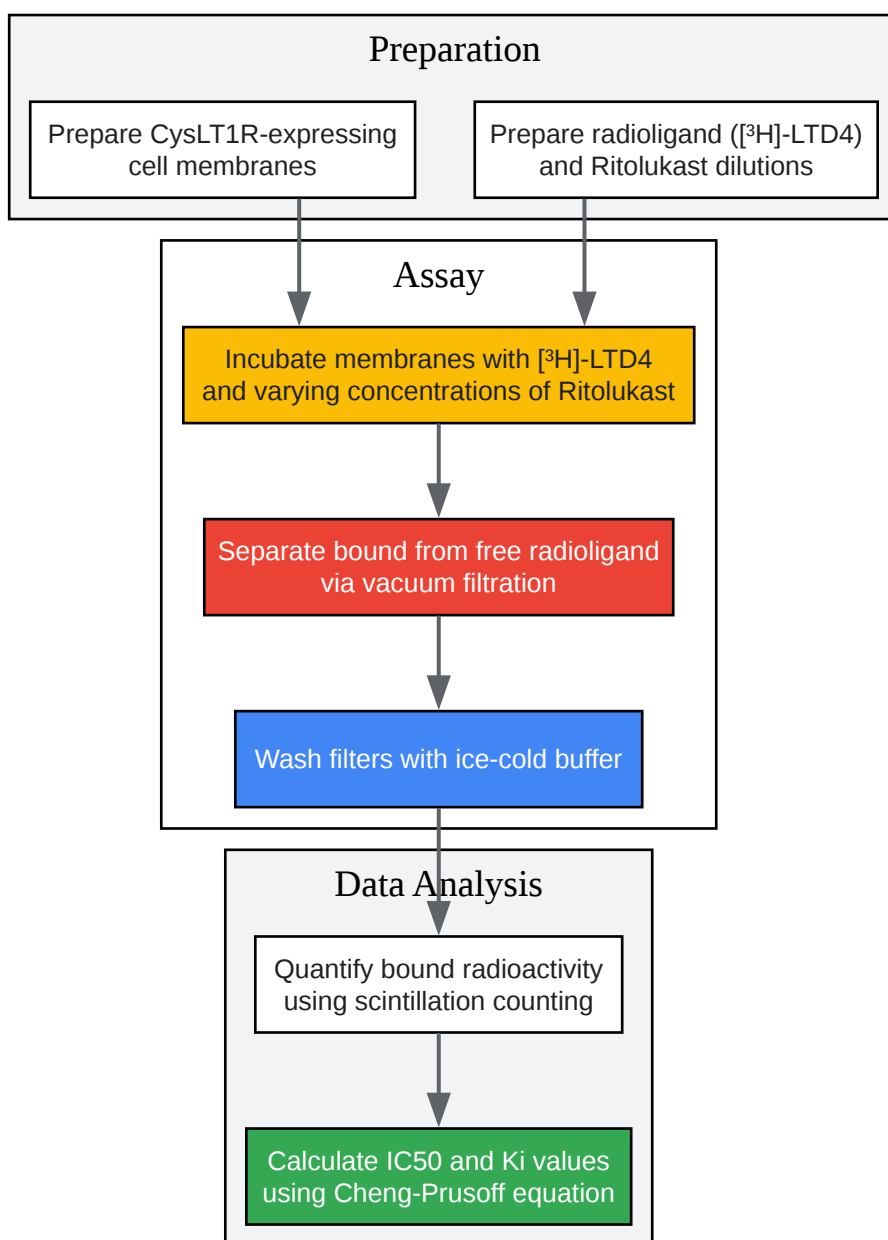 Preparation
Prepare CysLT1R-expressing
cell membranes
Prepare radioligand ([³H]-LTD4)
and Ritolukast dilutions
Assay
Incubate membranes with [³H]-LTD4
and varying concentrations of Ritolukast
Separate bound from free radioligand
via vacuum filtration
Wash filters with ice-cold buffer
Data Analysis
Quantify bound radioactivity
using scintillation counting
Calculate IC50 and Ki values
using Cheng-Prusoff equation